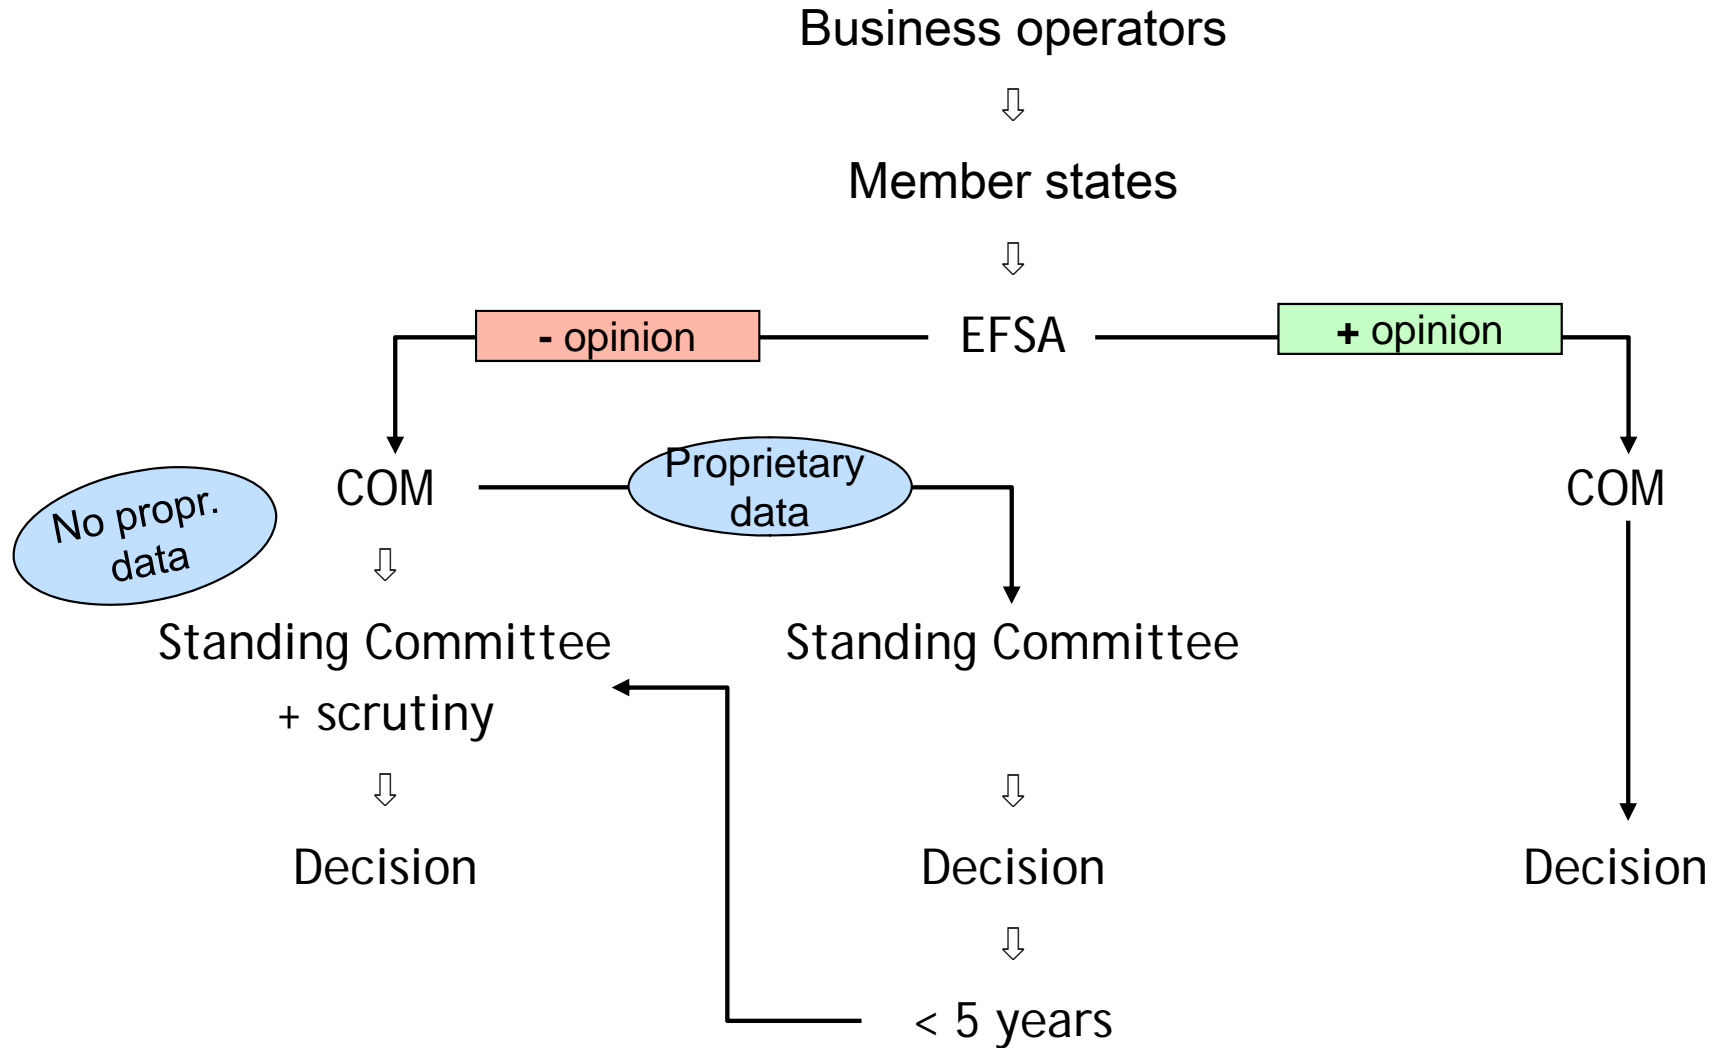 Business operators
⇩
Member states
⇩
- opinion
EFSA
+ opinion
No propr.
data
COM
Proprietary
data
COM
⇩
Standing Committee
+ scrutiny
Standing Committee
⇩
⇩
Decision
Decision
Decision
⇩
< 5 years